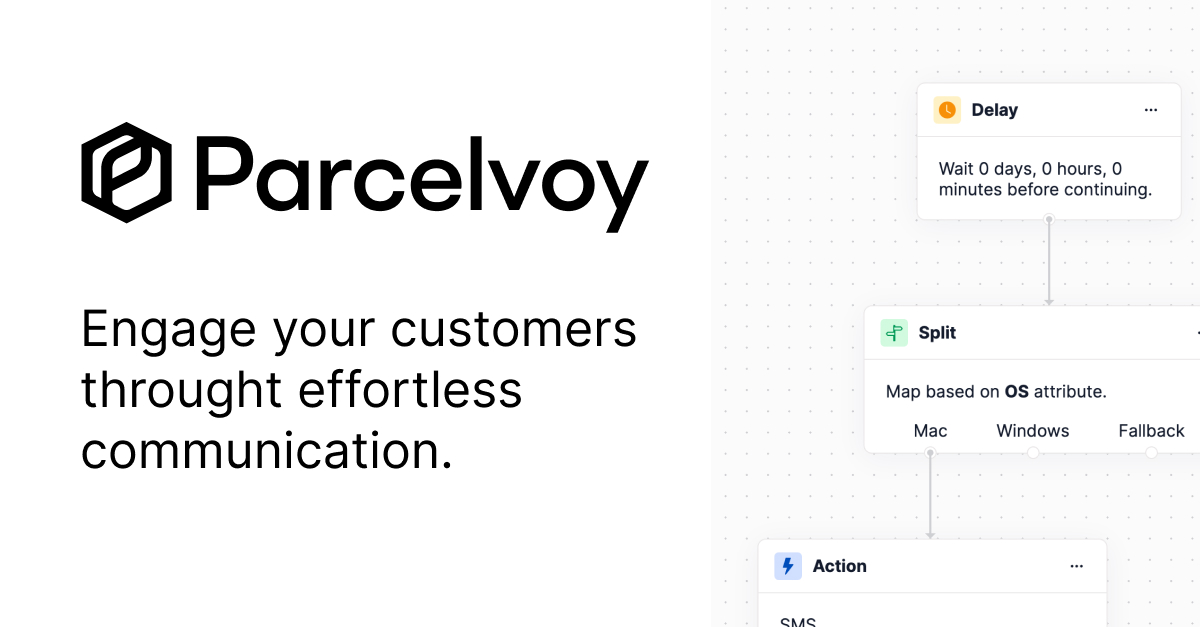 Parcelvoy
Engage your customers
throught effortless
communication.
Delay
Wait 0 days, 0 hours, 0
minutes before continuing.
Split
Map based on OS attribute.
Mac Windows Fallback
Action
SMS